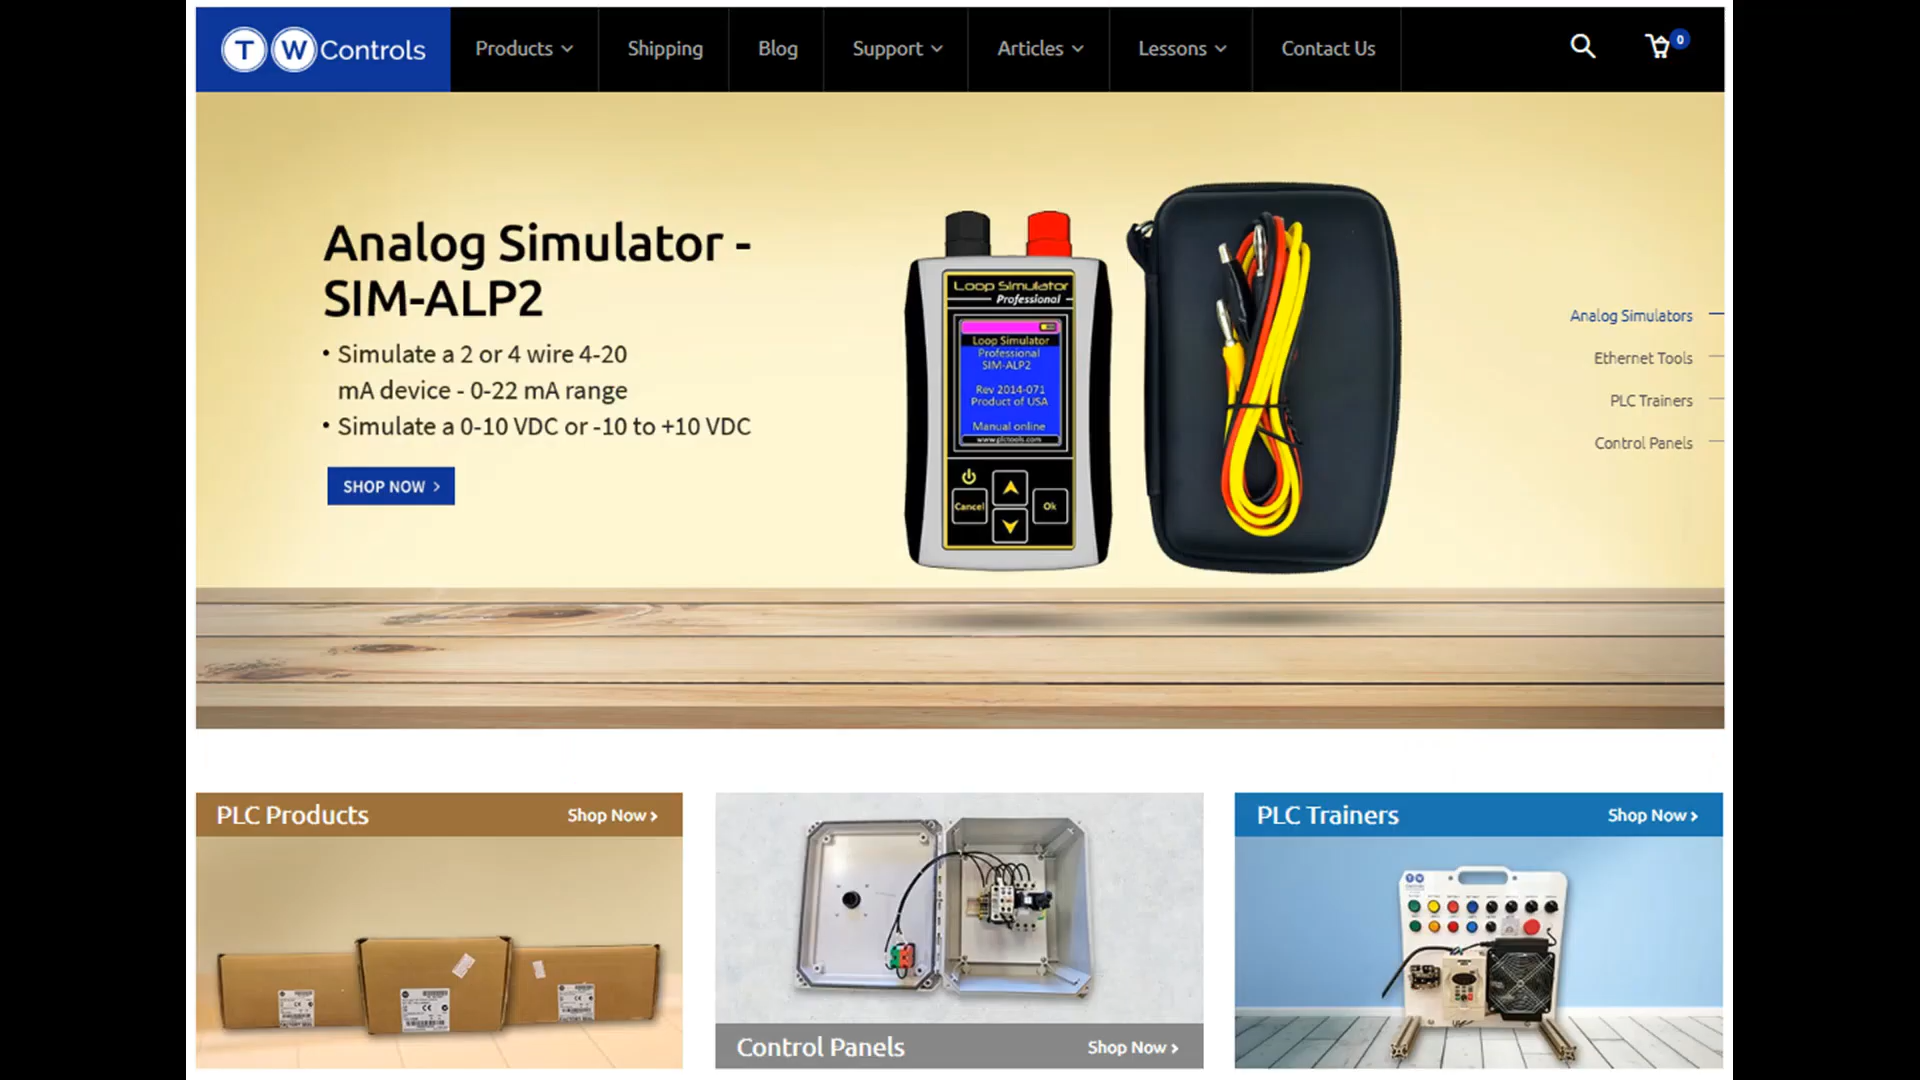 TW Controls
Products
Shipping
Blog
Support
Articles
Lessons
Contact Us
0
Analog Simulator -
SIM-ALP2
• Simulate a 2 or 4 wire 4-20
mA device - 0-22 mA range
• Simulate a 0-10 VDC or -10 to +10 VDC
SHOP NOW >
Loop Simulator
Professional
Loop Simulator
Professional
SIM-ALP2
Rev 2014-071
Product of USA
Manual online
www.plctools.com
Cancel
Ok
Analog Simulators
Ethernet Tools
PLC Trainers
Control Panels
PLC Products
Shop Now >
Control Panels
Shop Now >
PLC Trainers
Shop Now >
TW